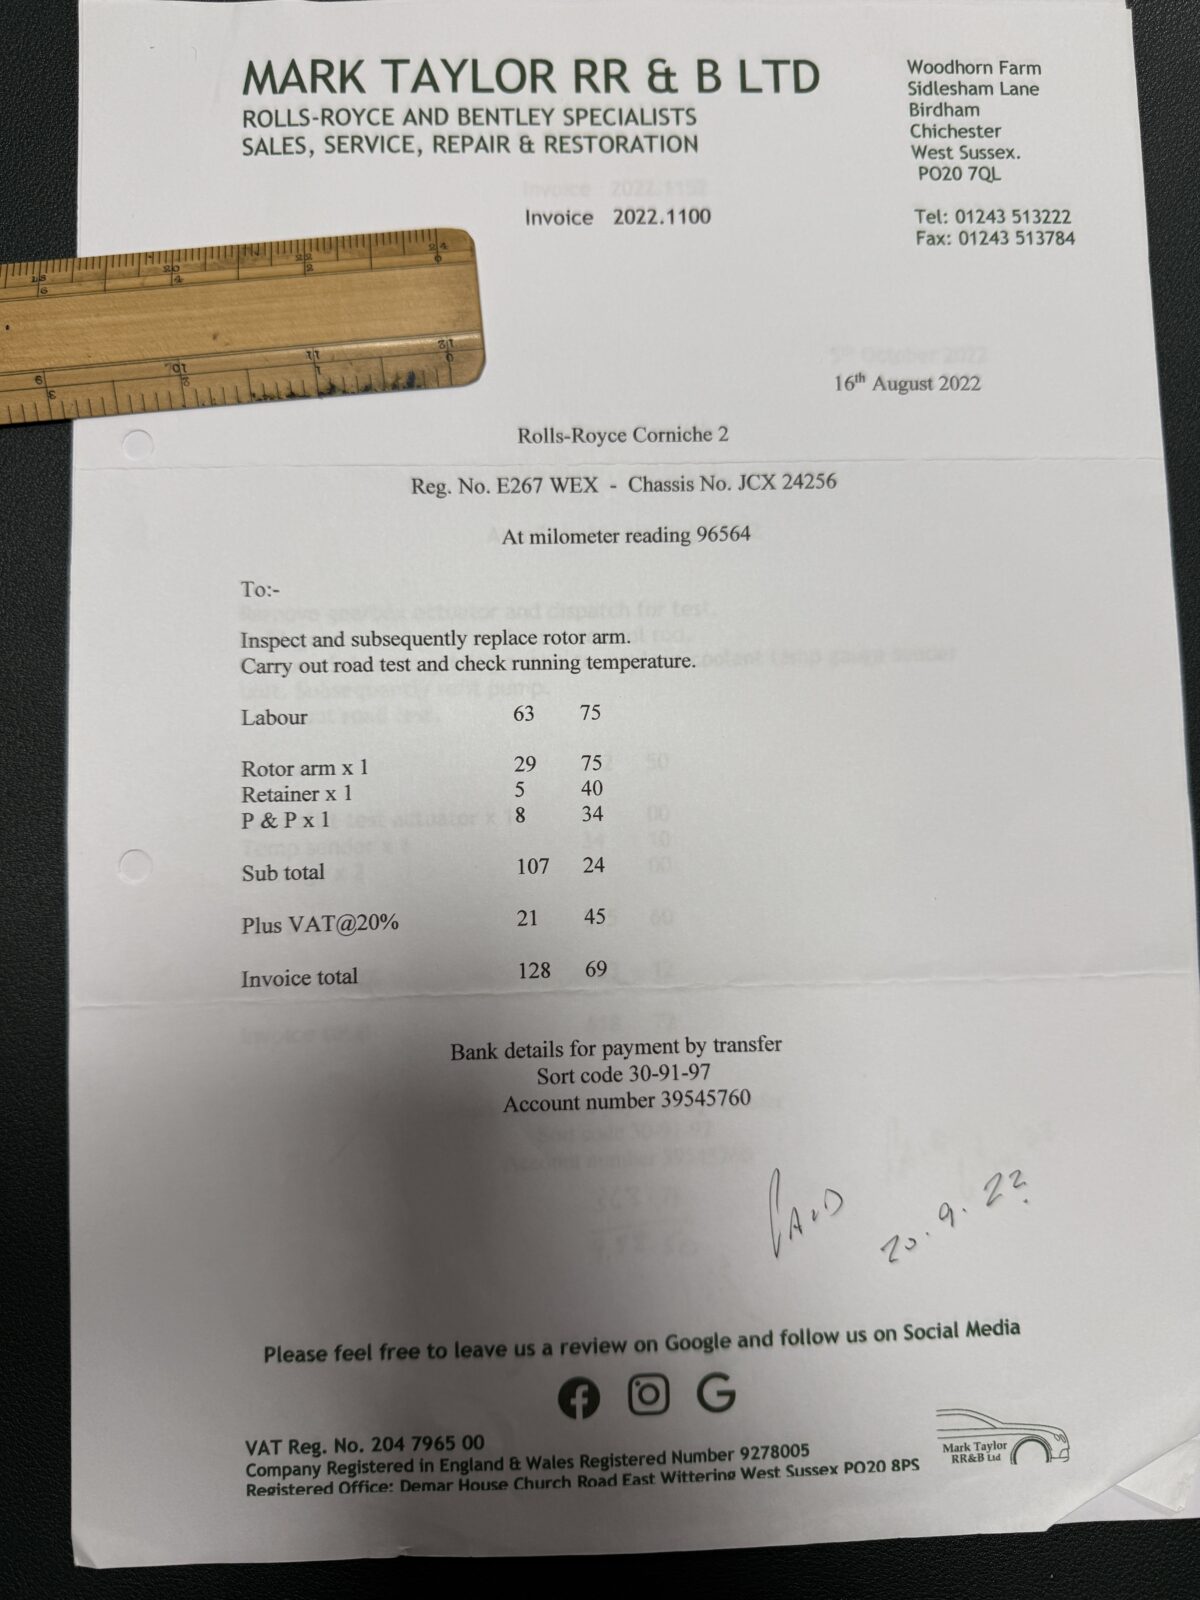 MARK TAYLOR RR & B LTD
ROLLS-ROYCE AND BENTLEY SPECIALISTS
SALES, SERVICE, REPAIR & RESTORATION
Woodhorn Farm
Sidlesham Lane
Birdham
Chichester
West Sussex.
PO20 7QL
Tel: 01243 513222
Fax: 01243 513784
Invoice 2022.1100
16th August 2022
Rolls-Royce Corniche 2
Reg. No. E267 WEX - Chassis No. JCX 24256
At milometer reading 96564
To:-
Inspect and subsequently replace rotor arm.
Carry out road test and check running temperature.
Labour 63 75
Rotor arm x 1 29 75
Retainer x 1 5 40
P & P x 1 8 34
Sub total 107 24
Plus VAT@20% 21 45
Invoice total 128 69
Bank details for payment by transfer
Sort code 30-91-97
Account number 39545760
PAID 20.9.22
Please feel free to leave us a review on Google and follow us on Social Media
VAT Reg. No. 204 7965 00
Company Registered in England & Wales Registered Number 9278005
Registered Office: Demar House Church Road East Wittering West Sussex PO20 8PS
Mark Taylor
RR&B Ltd